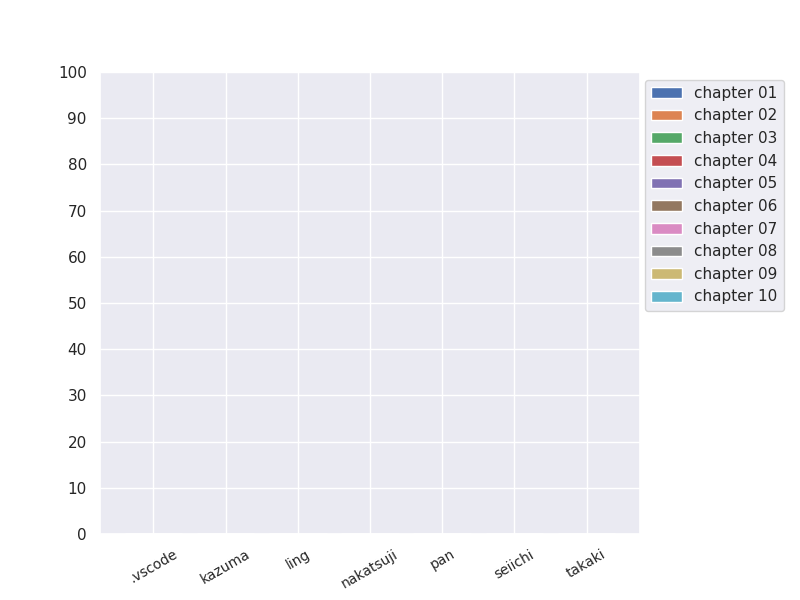 100
90
80
70
60
50
40
30
20
10
0
.vscode
kazuma
ling
nakatsuji
pan
seiichi
takaki
chapter 01
chapter 02
chapter 03
chapter 04
chapter 05
chapter 06
chapter 07
chapter 08
chapter 09
chapter 10